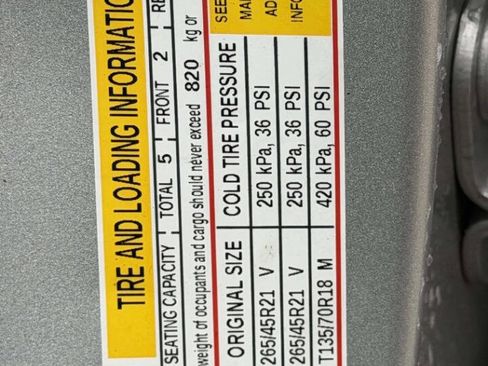 TIRE AND LOADING INFORMATIO
SEATING CAPACITY TOTAL 5 FRONT 2 RE
weight of occupants and cargo should never exceed 820 kg or
ORIGINAL SIZE COLD TIRE PRESSURE SEE
MAI
265/45R21 V 250 kPa, 36 PSI AD
265/45R21 V 250 kPa, 36 PSI INFO
T135/70R18 M 420 kPa, 60 PSI